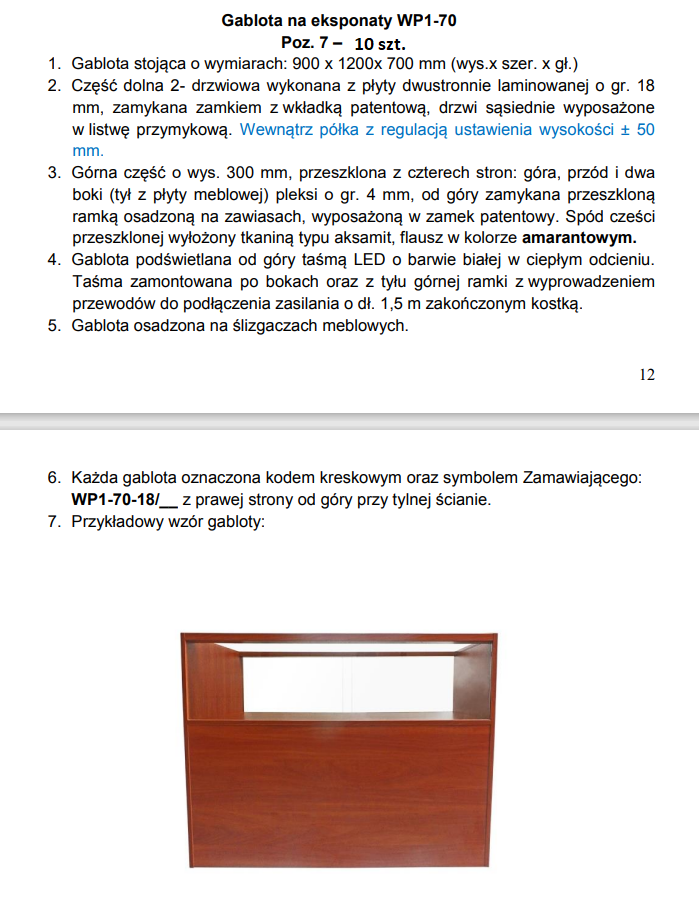 Gablota na eksponaty WP1-70
Poz. 7 – 10 szt.
1. Gablota stojąca o wymiarach: 900 x 1200x 700 mm (wys.x szer. x gł.)
2. Część dolna 2- drzwiowa wykonana z płyty dwustronnie laminowanej o gr. 18
mm, zamykana zamkiem z wkładką patentową, drzwi sąsiednie wyposażone
w listwę przymykową. Wewnątrz półka z regulacją ustawienia wysokości ± 50
mm.
3. Górna część o wys. 300 mm, przeszklona z czterech stron: góra, przód i dwa
boki (tył z płyty meblowej) pleksi o gr. 4 mm, od góry zamykana przeszkloną
ramką osadzoną na zawiasach, wyposażoną w zamek patentowy. Spód cześci
przeszklonej wyłożony tkaniną typu aksamit, flausz w kolorze amarantowym.
4. Gablota podświetlana od góry taśmą LED o barwie białej w ciepłym odcieniu.
Taśma zamontowana po bokach oraz z tyłu górnej ramki z wyprowadzeniem
przewodów do podłączenia zasilania o dł. 1,5 m zakończonym kostką.
5. Gablota osadzona na ślizgaczach meblowych.
12
6. Każda gablota oznaczona kodem kreskowym oraz symbolem Zamawiającego:
WP1-70-18/__ z prawej strony od góry przy tylnej ścianie.
7. Przykładowy wzór gabloty: